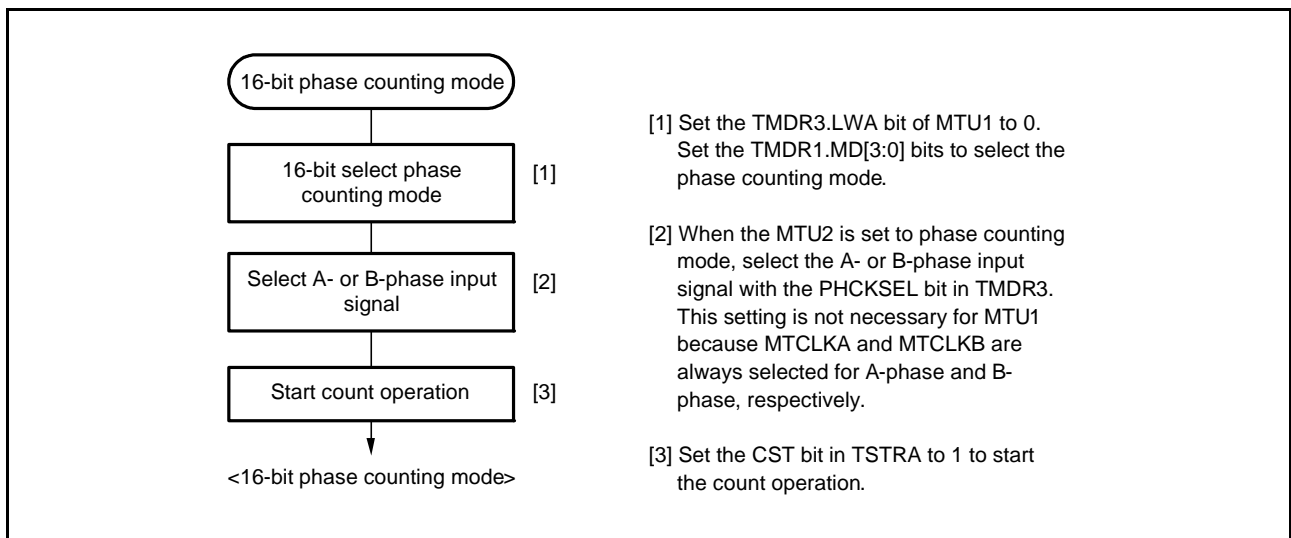 16-bit phase counting mode
16-bit select phase
counting mode
[1]
Select A- or B-phase input
signal
[2]
Start count operation
[3]
<16-bit phase counting mode>
[1] Set the TMDR3.LWA bit of MTU1 to 0.
Set the TMDR1.MD[3:0] bits to select the
phase counting mode.
[2] When the MTU2 is set to phase counting
mode, select the A- or B-phase input
signal with the PHCKSEL bit in TMDR3.
This setting is not necessary for MTU1
because MTCLKA and MTCLKB are
always selected for A-phase and B-
phase, respectively.
[3] Set the CST bit in TSTRA to 1 to start
the count operation.